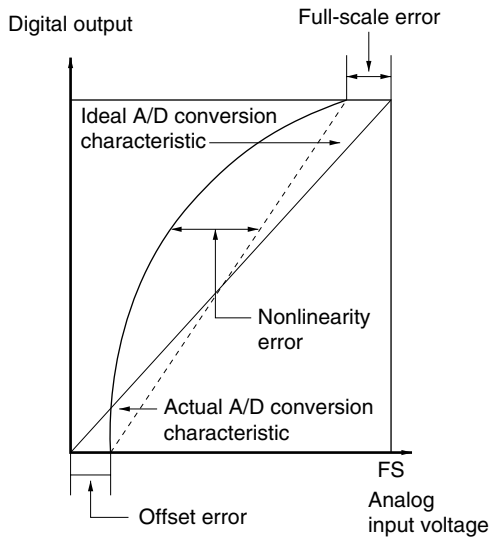 Full-scale error
Digital output
Ideal A/D conversion
characteristic
Nonlinearity
error
Actual A/D conversion
characteristic
FS
Analog
input voltage
Offset error